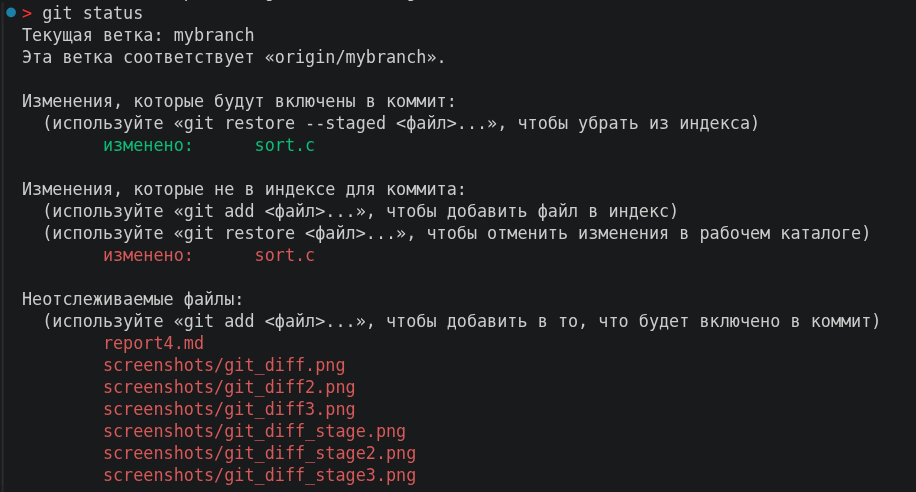 > git status
Текущая ветка: mybranch
Эта ветка соответствует «origin/mybranch».
Изменения, которые будут включены в коммит:
(используйте «git restore --staged <файл>...», чтобы убрать из индекса)
изменено:      sort.c
Изменения, которые не в индексе для коммита:
(используйте «git add <файл>...», чтобы добавить файл в индекс)
(используйте «git restore <файл>...», чтобы отменить изменения в рабочем каталоге)
изменено:      sort.c
Неотслеживаемые файлы:
(используйте «git add <файл>...», чтобы добавить в то, что будет включено в коммит)
report4.md
screenshots/git_diff.png
screenshots/git_diff2.png
screenshots/git_diff3.png
screenshots/git_diff_stage.png
screenshots/git_diff_stage2.png
screenshots/git_diff_stage3.png